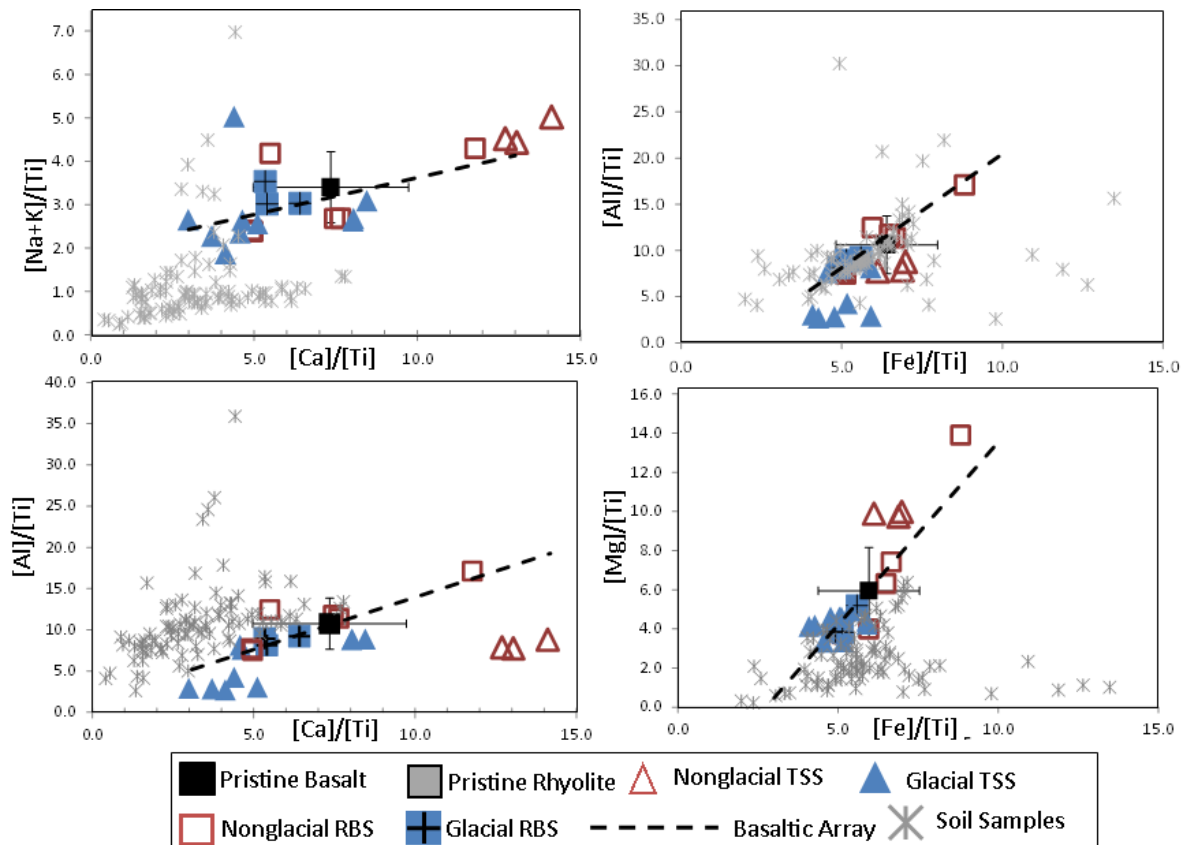 7.0
6.0
5.0
4.0
3.0
2.0
1.0
0.0
[Na+K]/[Ti]
0.0 5.0 10.0 15.0
[Ca]/[Ti]
35.0
30.0
25.0
20.0
15.0
10.0
5.0
0.0
[Al]/[Ti]
0.0 5.0 10.0 15.0
[Fe]/[Ti]
40.0
35.0
30.0
25.0
20.0
15.0
10.0
5.0
0.0
[Al]/[Ti]
0.0 5.0 10.0 15.0
[Ca]/[Ti]
16.0
14.0
12.0
10.0
8.0
6.0
4.0
2.0
0.0
[Mg]/[Ti]
0.0 5.0 10.0 15.0
[Fe]/[Ti]
Pristine Basalt Pristine Rhyolite Nonglacial TSS Glacial TSS
Nonglacial RBS Glacial RBS Basaltic Array Soil Samples